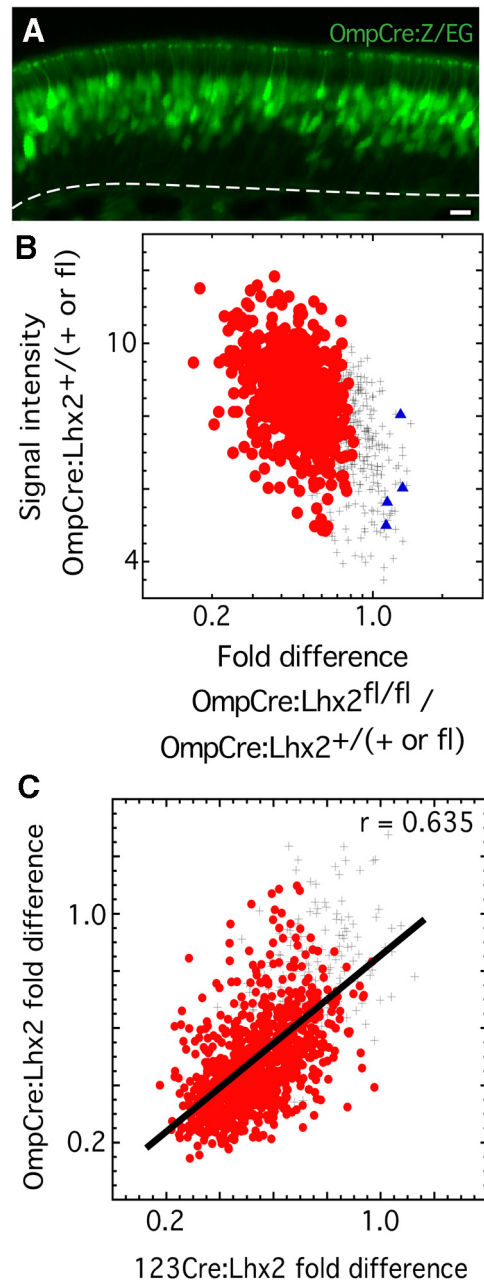 A
OmpCre:Z/EG
B
Signal intensity
OmpCre:Lhx2+/(+ or fl)
10
4
0.2 1.0
Fold difference
OmpCre:Lhx2fl/fl /
OmpCre:Lhx2+/(+ or fl)
C
r = 0.635
OmpCre:Lhx2 fold difference
1.0
0.2
0.2 1.0
123Cre:Lhx2 fold difference